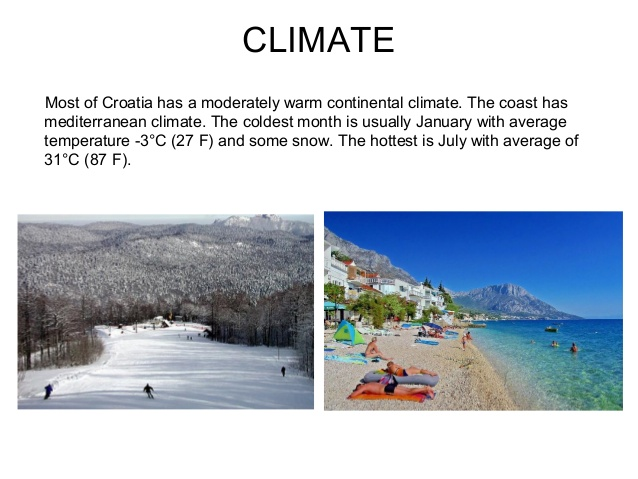 CLIMATE
Most of Croatia has a moderately warm continental climate. The coast has
mediterranean climate. The coldest month is usually January with average
temperature -3°C (27 F) and some snow. The hottest is July with average of
31°C (87 F).